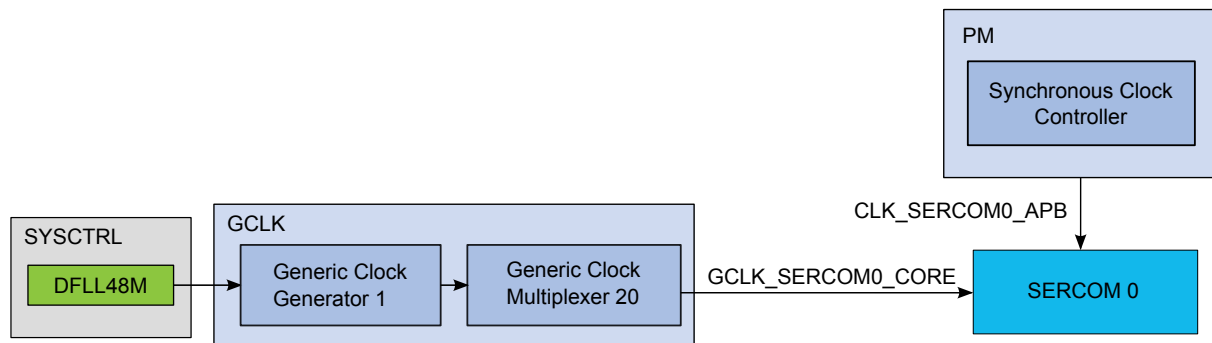 PM
Synchronous Clock
Controller
CLK_SERCOM0_APB
SYSCTRL
DFLL48M
GCLK
Generic Clock
Generator 1
Generic Clock
Multiplexer 20
GCLK_SERCOM0_CORE
SERCOM 0